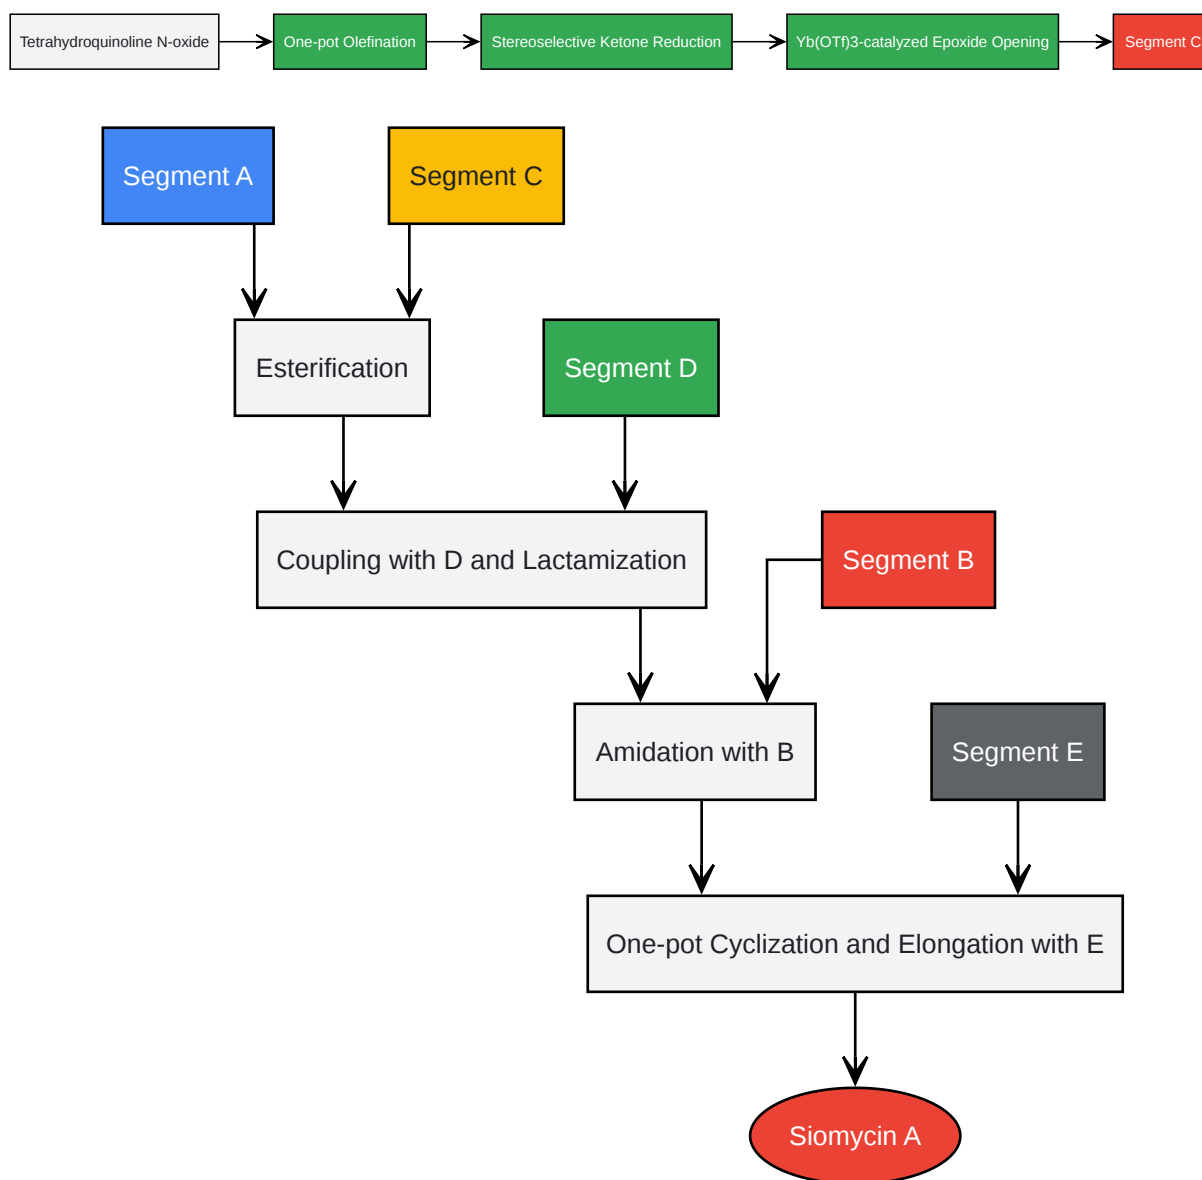 Tetrahydroquinoline N-oxide
One-pot Olefination
Stereoselective Ketone Reduction
Yb(OTf)3-catalyzed Epoxide Opening
Segment C
Segment A
Segment C
Esterification
Segment D
Coupling with D and Lactamization
Segment B
Amidation with B
Segment E
One-pot Cyclization and Elongation with E
Siomycin A